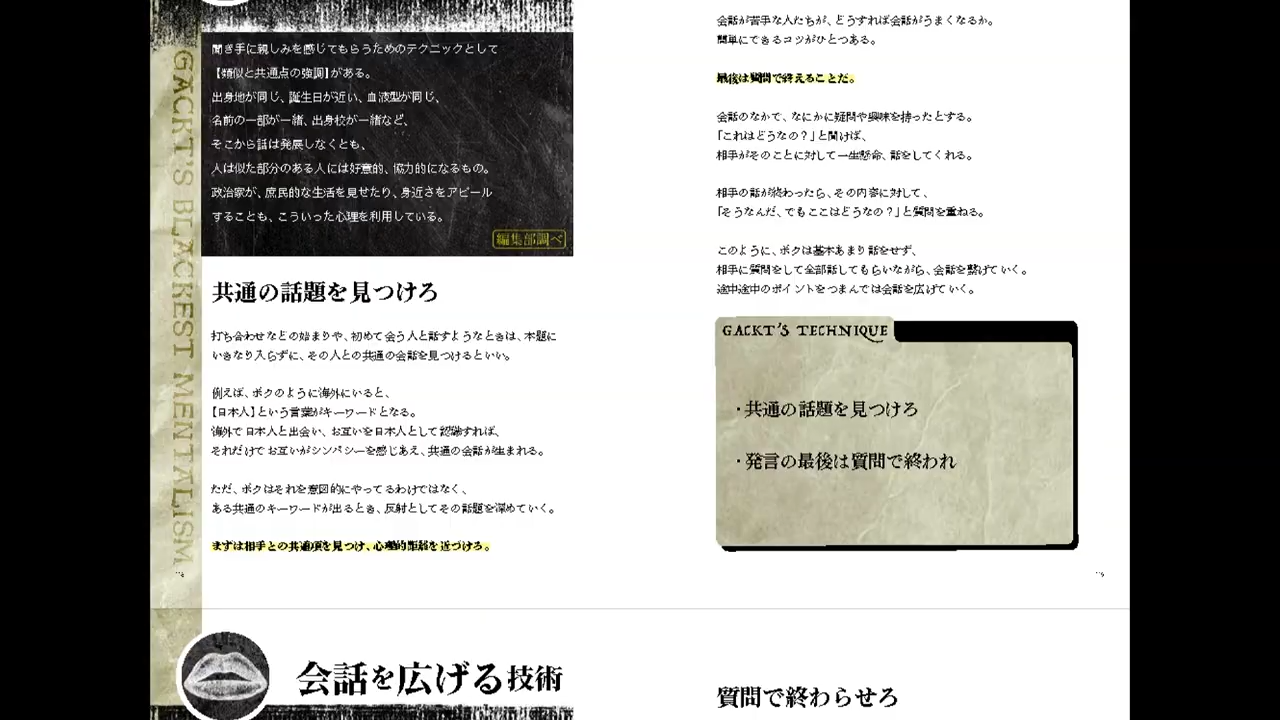 GACKT'S BLACKEST MENTALISM
聞き手に親しみを感じてもらうためのテクニックとして
【類似と共通点の強調】がある。
出身地が同じ、誕生日が近い、血液型が同じ、
名前の一部が一緒、出身校が一緒など、
そこから話は発展しなくとも、
人は似た部分のある人には好意的、協力的になるもの。
政治家が、庶民的な生活を見せたり、身近さをアピール
することも、こういった心理を利用している。
編集部調べ
共通の話題を見つけろ
打ち合わせなどの始まりや、初めて会う人と話すようなときは、本題に
いきなり入らずに、その人との共通の会話を見つけるといい。
例えば、ボクのように海外にいると、
【日本人】という言葉がキーワードとなる。
海外で日本人と出会い、お互いを日本人として認識すれば、
それだけでお互いがシンパシーを感じあえ、共通の会話が生まれる。
ただ、ボクはそれを意図的にやってるわけではなく、
ある共通のキーワードが出るとき、反射としてその話題を深めていく。
まずは相手との共通項を見つけ、心理的距離を近づけろ。
会話が苦手な人たちが、どうすれば会話がうまくなるか。
簡単にできるコツがひとつある。
最後は質問で終えることだ。
会話のなかで、なにかに疑問や興味を持ったとする。
「これはどうなの？」と聞けば、
相手がそのことに対して一生懸命、話をしてくれる。
相手の話が終わったら、その内容に対して、
「そうなんだ、でもここはどうなの？」と質問を重ねる。
このように、ボクは基本あまり話をせず、
相手に質問をして全部話してもらいながら、会話を繋げていく。
途中途中のポイントをつまんでは会話を広げていく。
GACKT'S TECHNIQUE
・共通の話題を見つけろ
・発言の最後は質問で終われ
会話を広げる技術
質問で終わらせろ